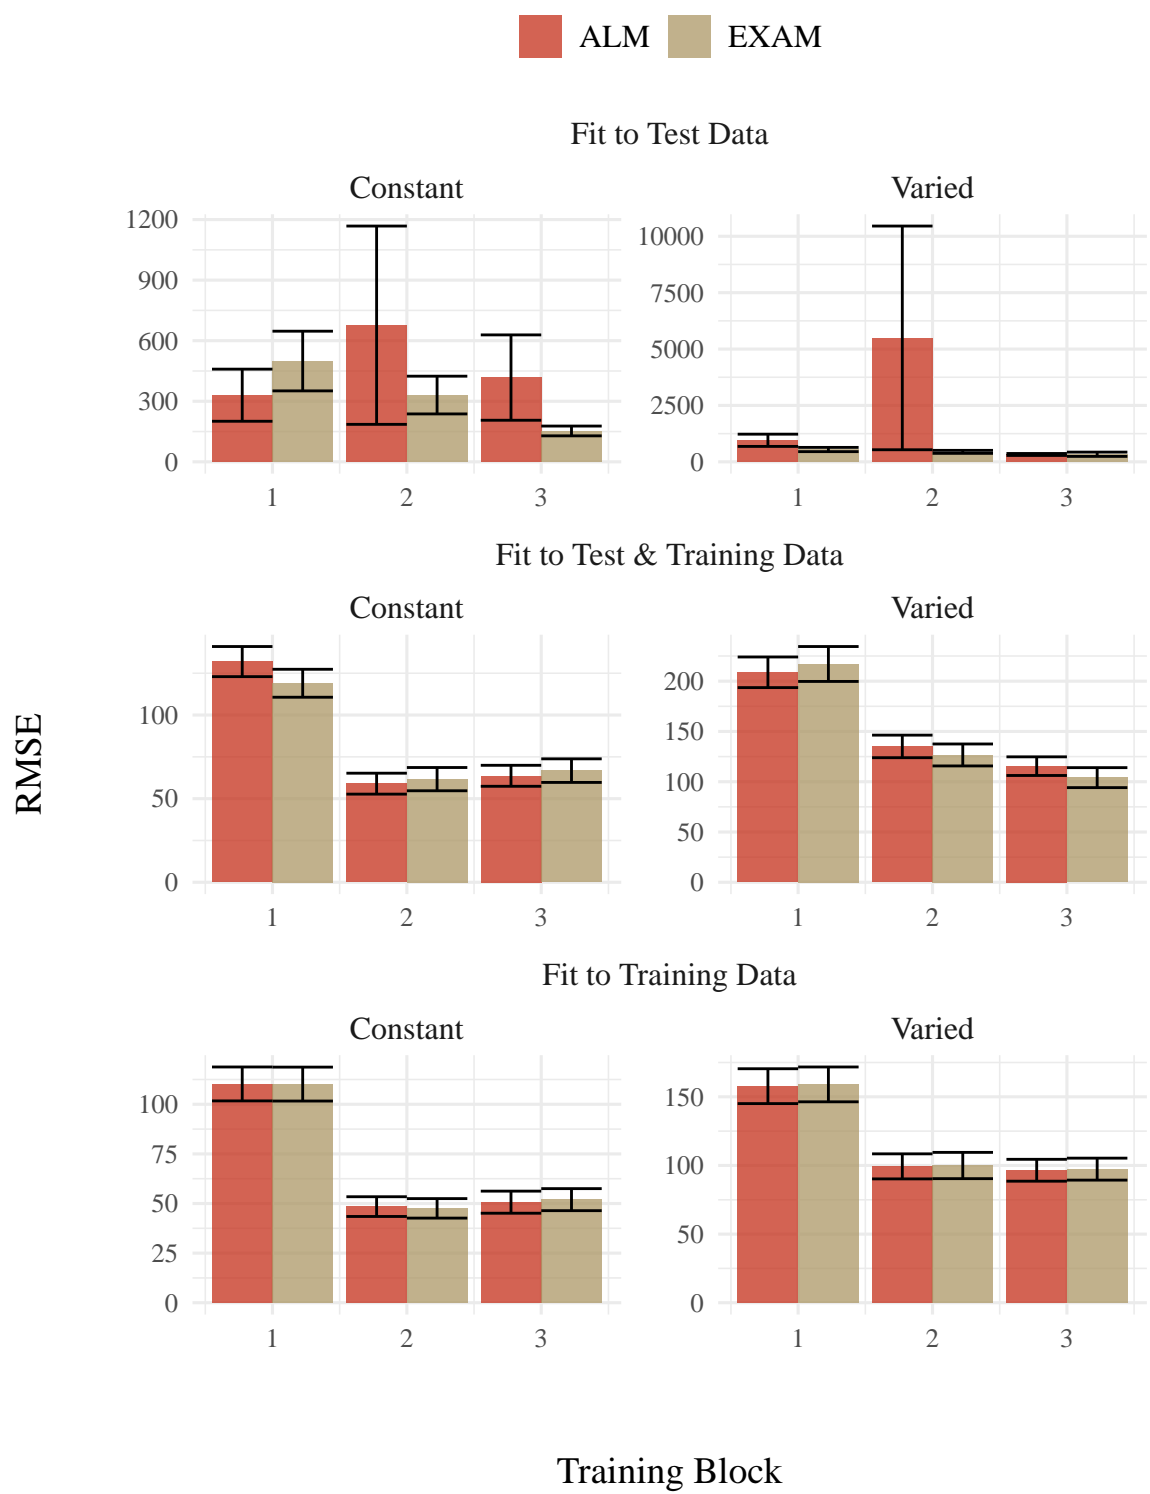 ALM EXAM
Fit to Test Data
Constant Varied
1200
900
600
300
0
10000
7500
5000
2500
0
1 2 3 1 2 3
Fit to Test & Training Data
Constant Varied
100
50
0
200
150
100
50
0
1 2 3 1 2 3
Fit to Training Data
Constant Varied
100
75
50
25
0
150
100
50
0
1 2 3 1 2 3
RMSE
Training Block